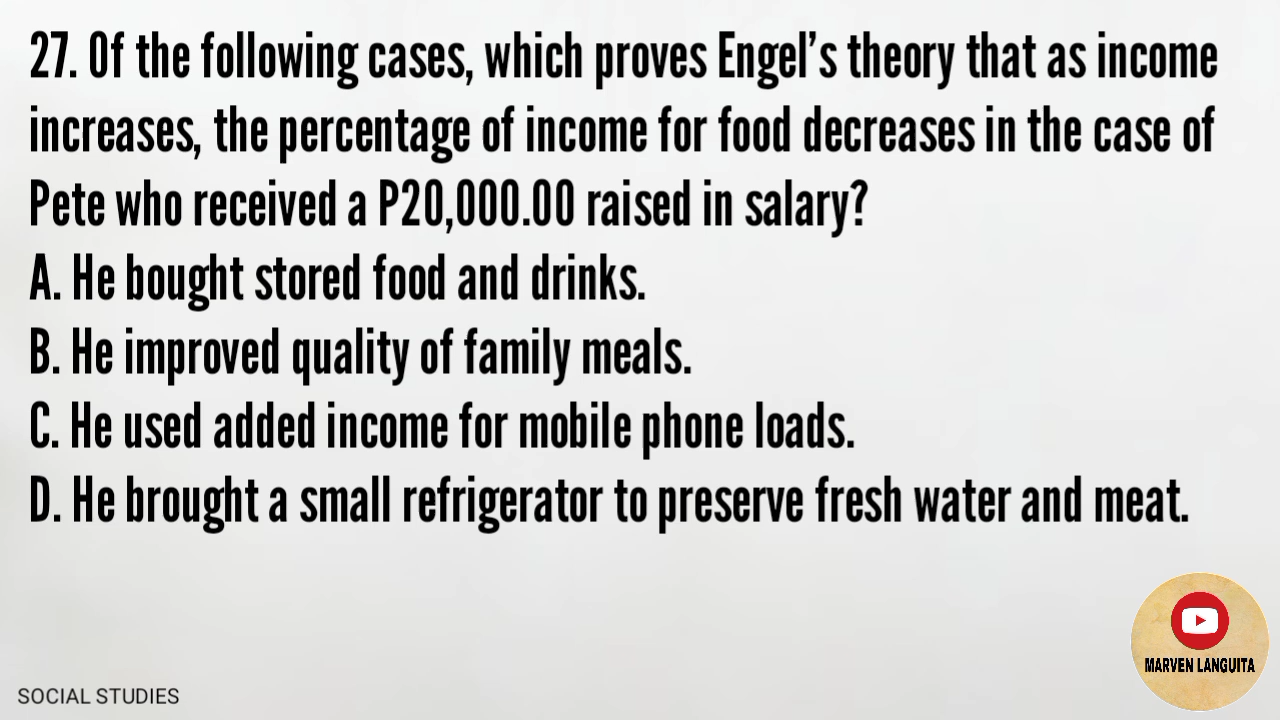 27. Of the following cases, which proves Engel’s theory that as income
increases, the percentage of income for food decreases in the case of
Pete who received a P20,000.00 raised in salary?
A. He bought stored food and drinks.
B. He improved quality of family meals.
C. He used added income for mobile phone loads.
D. He brought a small refrigerator to preserve fresh water and meat.
MARVEN LANGUITA
SOCIAL STUDIES